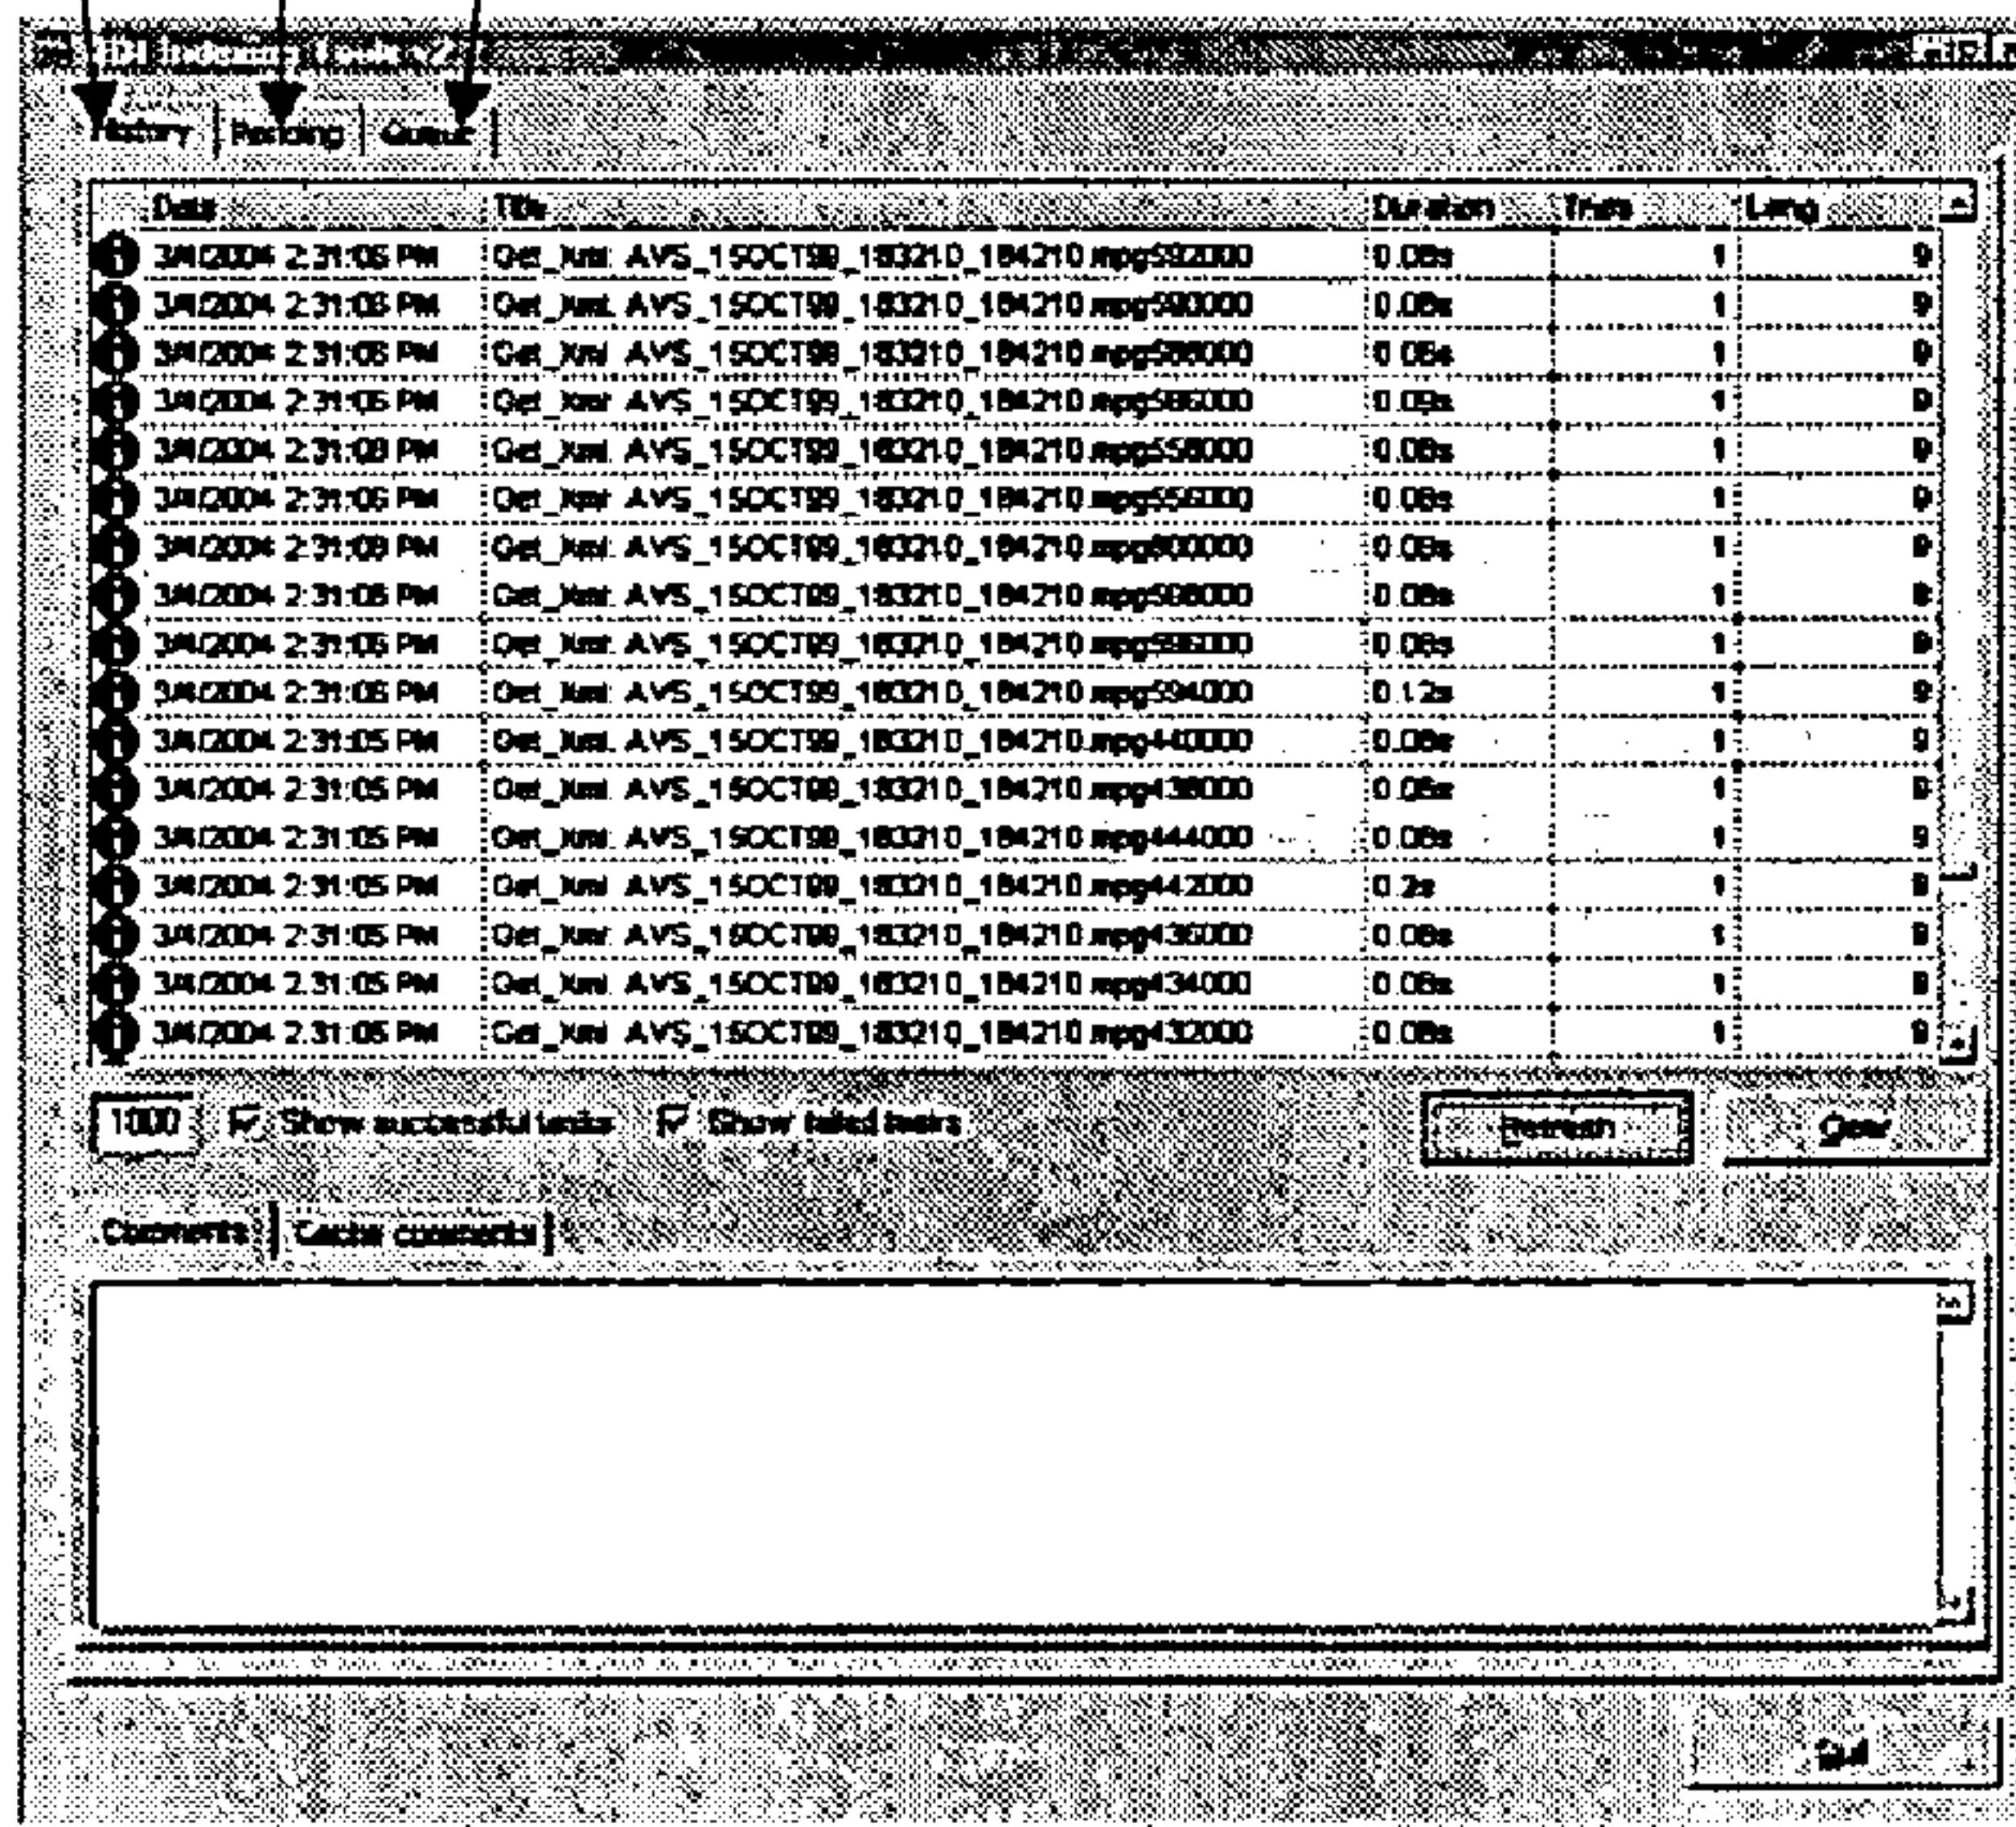 History Pending Queue
Date Title Duration Tries Lang
3/4/2004 2:31:06 PM Get_Xml: AVS_15OCT99_183210_184210.mpg592000 0.08s 1 9
3/4/2004 2:31:06 PM Get_Xml: AVS_15OCT99_183210_184210.mpg590000 0.08s 1 9
3/4/2004 2:31:06 PM Get_Xml: AVS_15OCT99_183210_184210.mpg588000 1 9
3/4/2004 2:31:06 PM Get_Xml: AVS_15OCT99_183210_184210.mpg586000 0.09s 1 9
3/4/2004 2:31:06 PM Get_Xml: AVS_15OCT99_183210_184210.mpg558000 0.08s 1 9
3/4/2004 2:31:06 PM Get_Xml: AVS_15OCT99_183210_184210.mpg556000 0.08s 1 9
3/4/2004 2:31:06 PM Get_Xml: AVS_15OCT99_183210_184210.mpg600000 1 9
3/4/2004 2:31:06 PM Get_Xml: AVS_15OCT99_183210_184210.mpg598000 0.08s 1 9
3/4/2004 2:31:06 PM Get_Xml: AVS_15OCT99_183210_184210.mpg596000 0.08s 1 9
3/4/2004 2:31:06 PM Get_Xml: AVS_15OCT99_183210_184210.mpg594000 0.12s 1 9
3/4/2004 2:31:05 PM Get_Xml: AVS_15OCT99_183210_184210.mpg440000 0.08s 1 9
3/4/2004 2:31:05 PM Get_Xml: AVS_15OCT99_183210_184210.mpg438000 1 9
3/4/2004 2:31:05 PM Get_Xml: AVS_15OCT99_183210_184210.mpg444000 0.08s 1 9
3/4/2004 2:31:05 PM Get_Xml: AVS_15OCT99_183210_184210.mpg442000 0.2s 1 9
3/4/2004 2:31:05 PM Get_Xml: AVS_15OCT99_183210_184210.mpg436000 0.08s 1 9
3/4/2004 2:31:05 PM Get_Xml: AVS_15OCT99_183210_184210.mpg434000 0.08s 1 9
3/4/2004 2:31:05 PM Get_Xml: AVS_15OCT99_183210_184210.mpg432000 0.08s 1 9
1000 Show successful tasks Show failed tasks Refresh Clear
Comments Cache comments
Quit